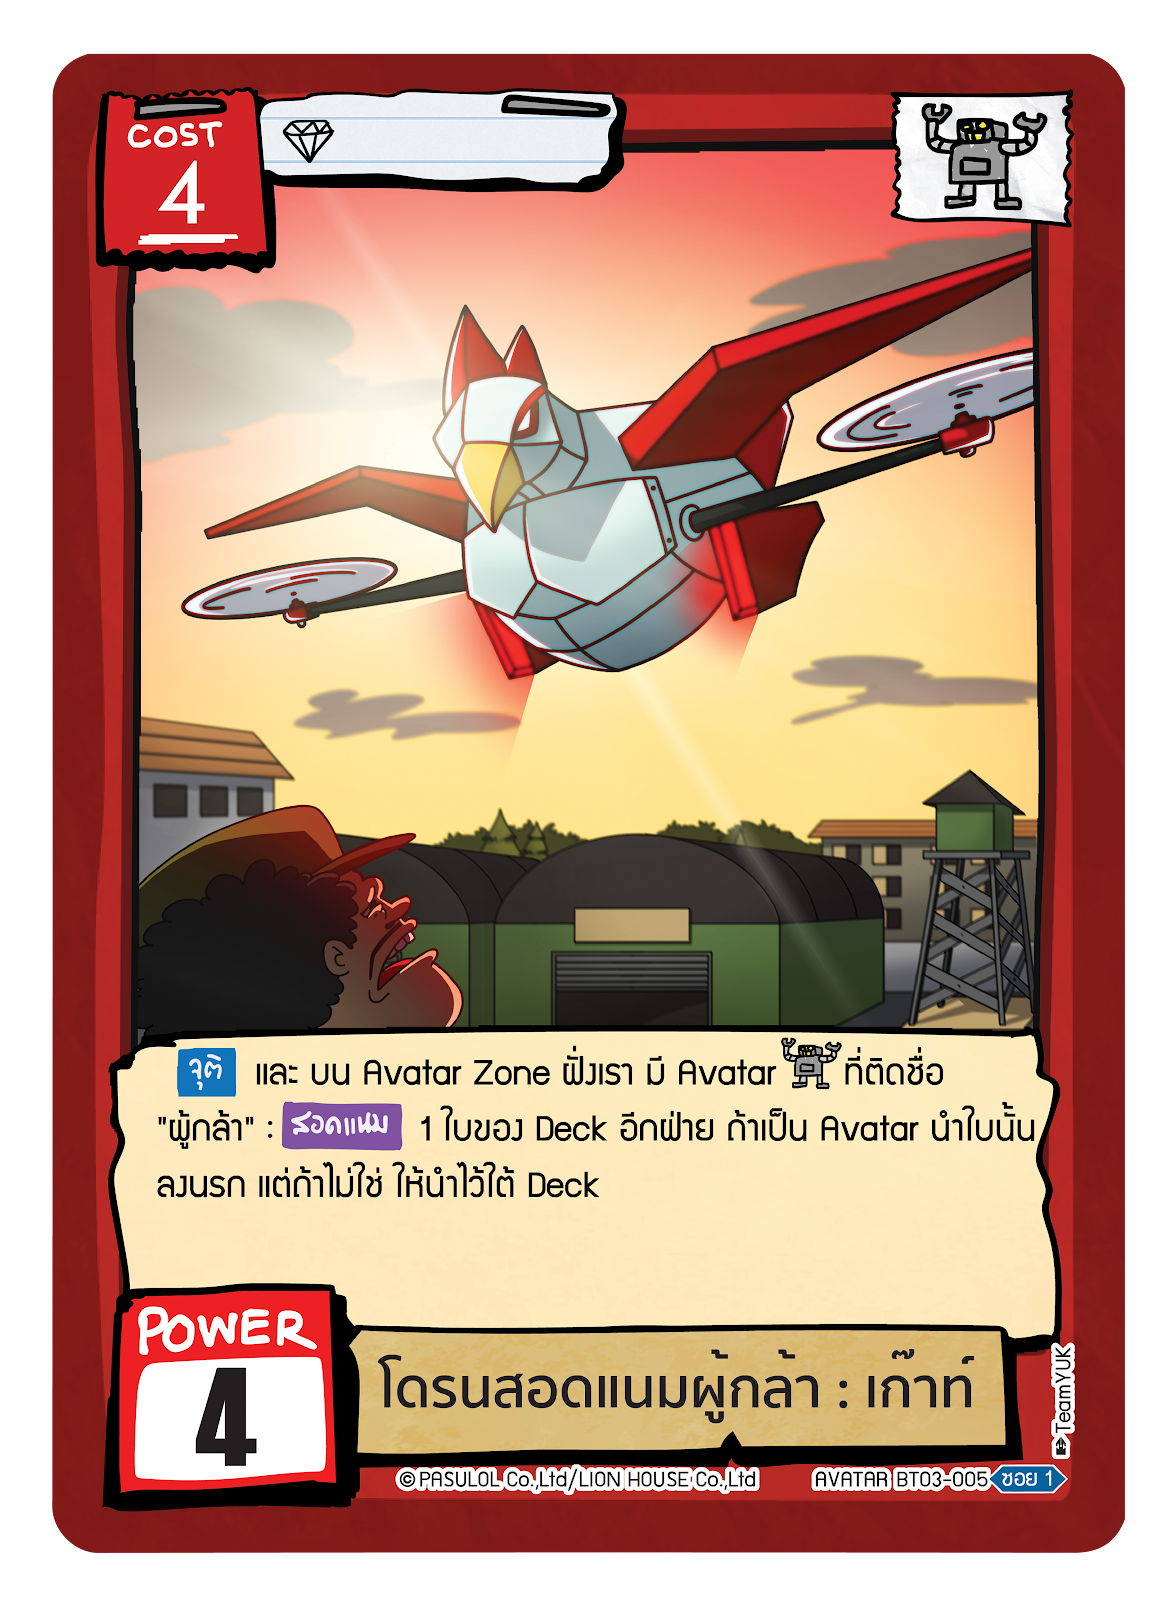 COST
4
จุติ และ บน Avatar Zone ฝั่งเรา มี Avatar ที่ติดชื่อ
"ผู้กล้า" : สอดแนม 1 ใบของ Deck อีกฝ่าย ถ้าเป็น Avatar นำใบนั้น
ลงนรก แต่ถ้าไม่ใช่ ให้นำไว้ใต้ Deck
POWER
4
โดรนสอดแนมผู้กล้า : เก๊าท์
TeamYUK
© PASULOL Co.,Ltd/LION HOUSE Co.,Ltd
AVATAR BT03-005 ซอย 1